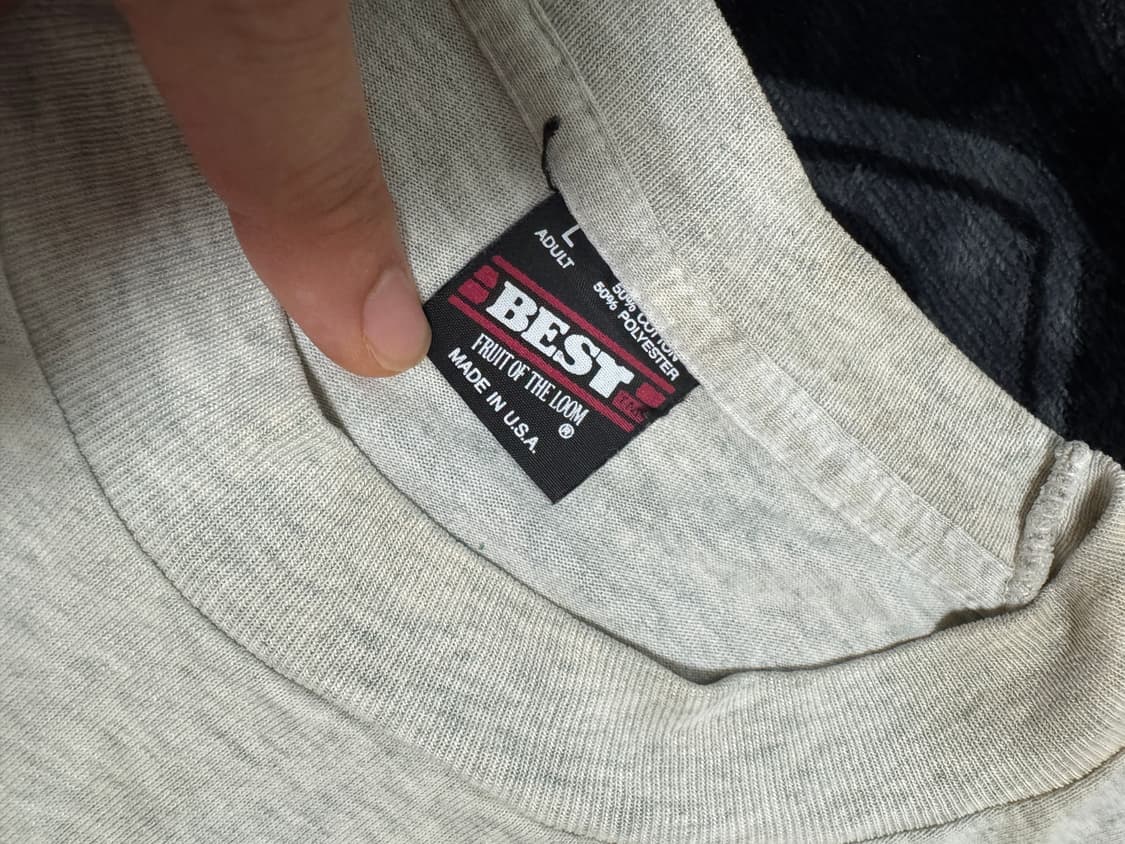 L
ADULT
50% COTTON
50% POLYESTER
BEST
FRUIT OF THE LOOM
®
MADE IN U.S.A.